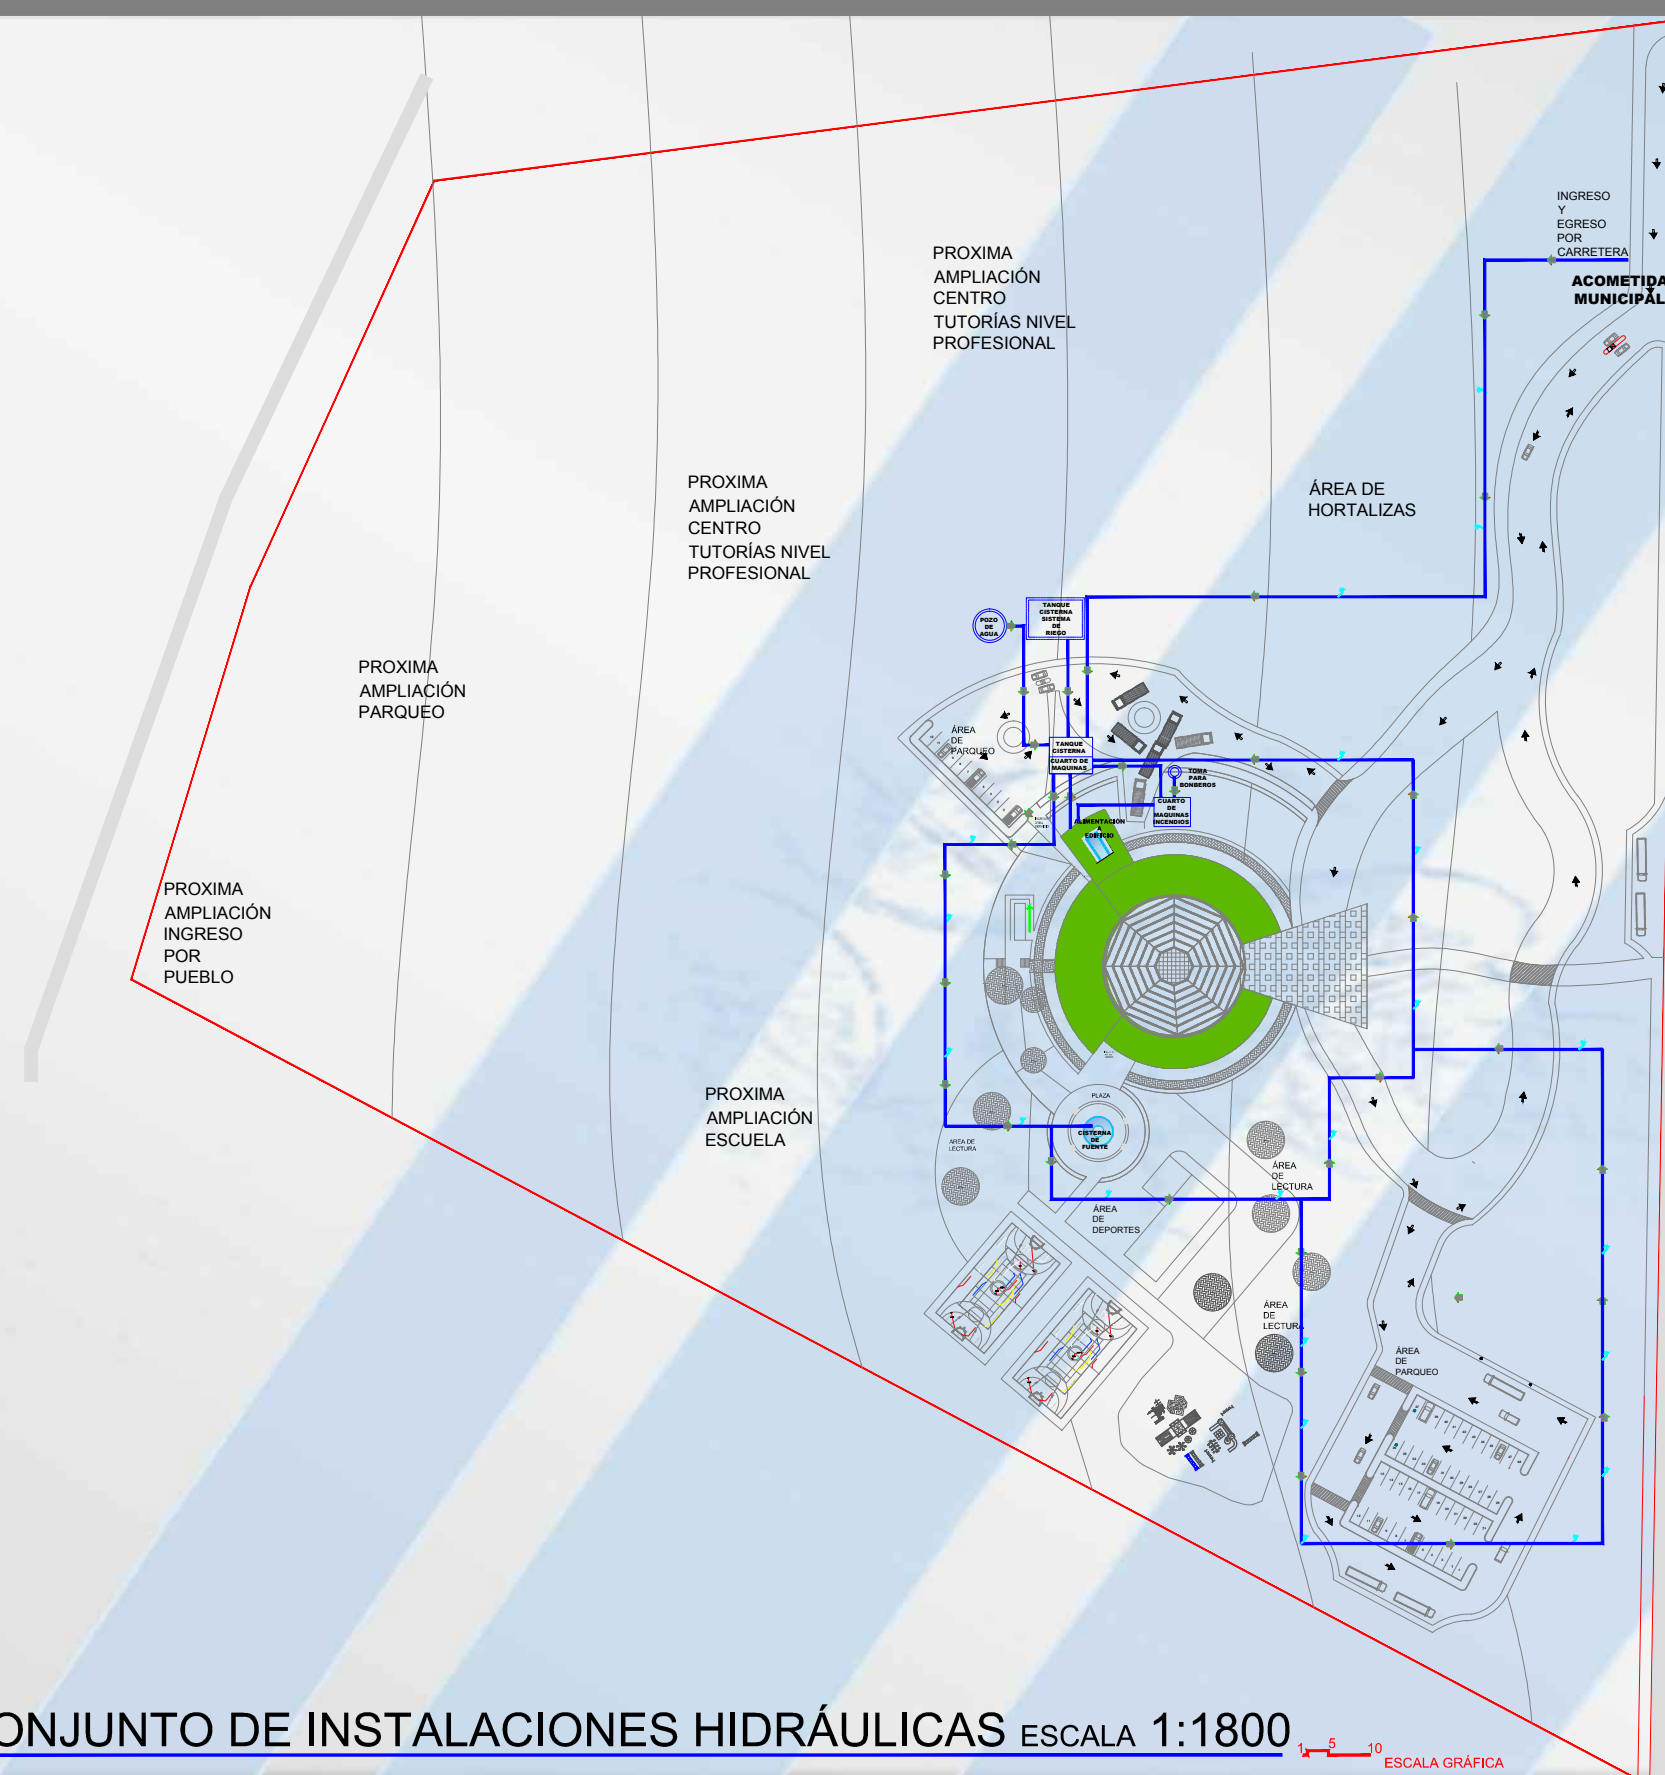 INGRESO
Y
EGRESO
POR
CARRETERA
ACOMETIDA
MUNICIPAL
PROXIMA
AMPLIACIÓN
CENTRO
TUTORÍAS NIVEL
PROFESIONAL
PROXIMA
AMPLIACIÓN
CENTRO
TUTORÍAS NIVEL
PROFESIONAL
ÁREA DE
HORTALIZAS
TANQUE
CISTERNA
SISTEMA
DE
RIEGO
POZO
DE
AGUA
PROXIMA
AMPLIACIÓN
PARQUEO
ÁREA
DE
PARQUEO
TANQUE
CISTERNA
CUARTO DE
MAQUINAS
TOMA
PARA
BONBEROS
CUARTO
DE
MAQUINAS
INCENDIOS
ALIMENTACIÓN
A
EDIFICIO
PROXIMA
AMPLIACIÓN
INGRESO
POR
PUEBLO
PROXIMA
AMPLIACIÓN
ESCUELA
PLAZA
CISTERNA
DE
FUENTE
AREA DE
LECTURA
ÁREA
DE
LECTURA
ÁREA
DE
DEPORTES
ÁREA
DE
LECTURA
ÁREA
DE
PARQUEO
ONJUNTO DE INSTALACIONES HIDRÁULICAS ESCALA 1:1800
1 5 10
ESCALA GRÁFICA